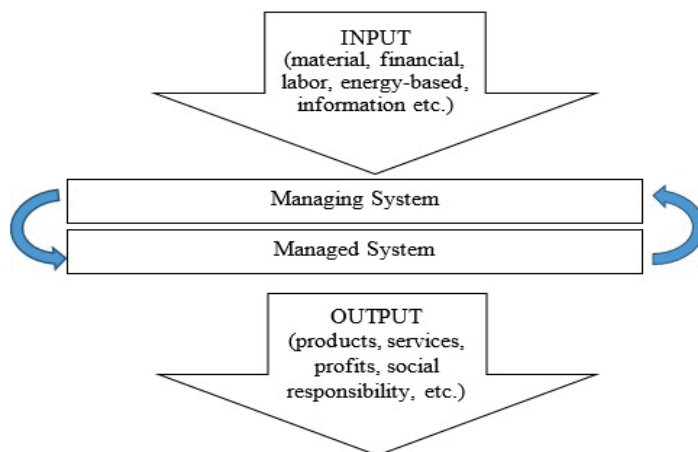 INPUT
(material, financial,
labor, energy-based,
information etc.)
Managing System
Managed System
OUTPUT
(products, services,
profits, social
responsibility, etc.)